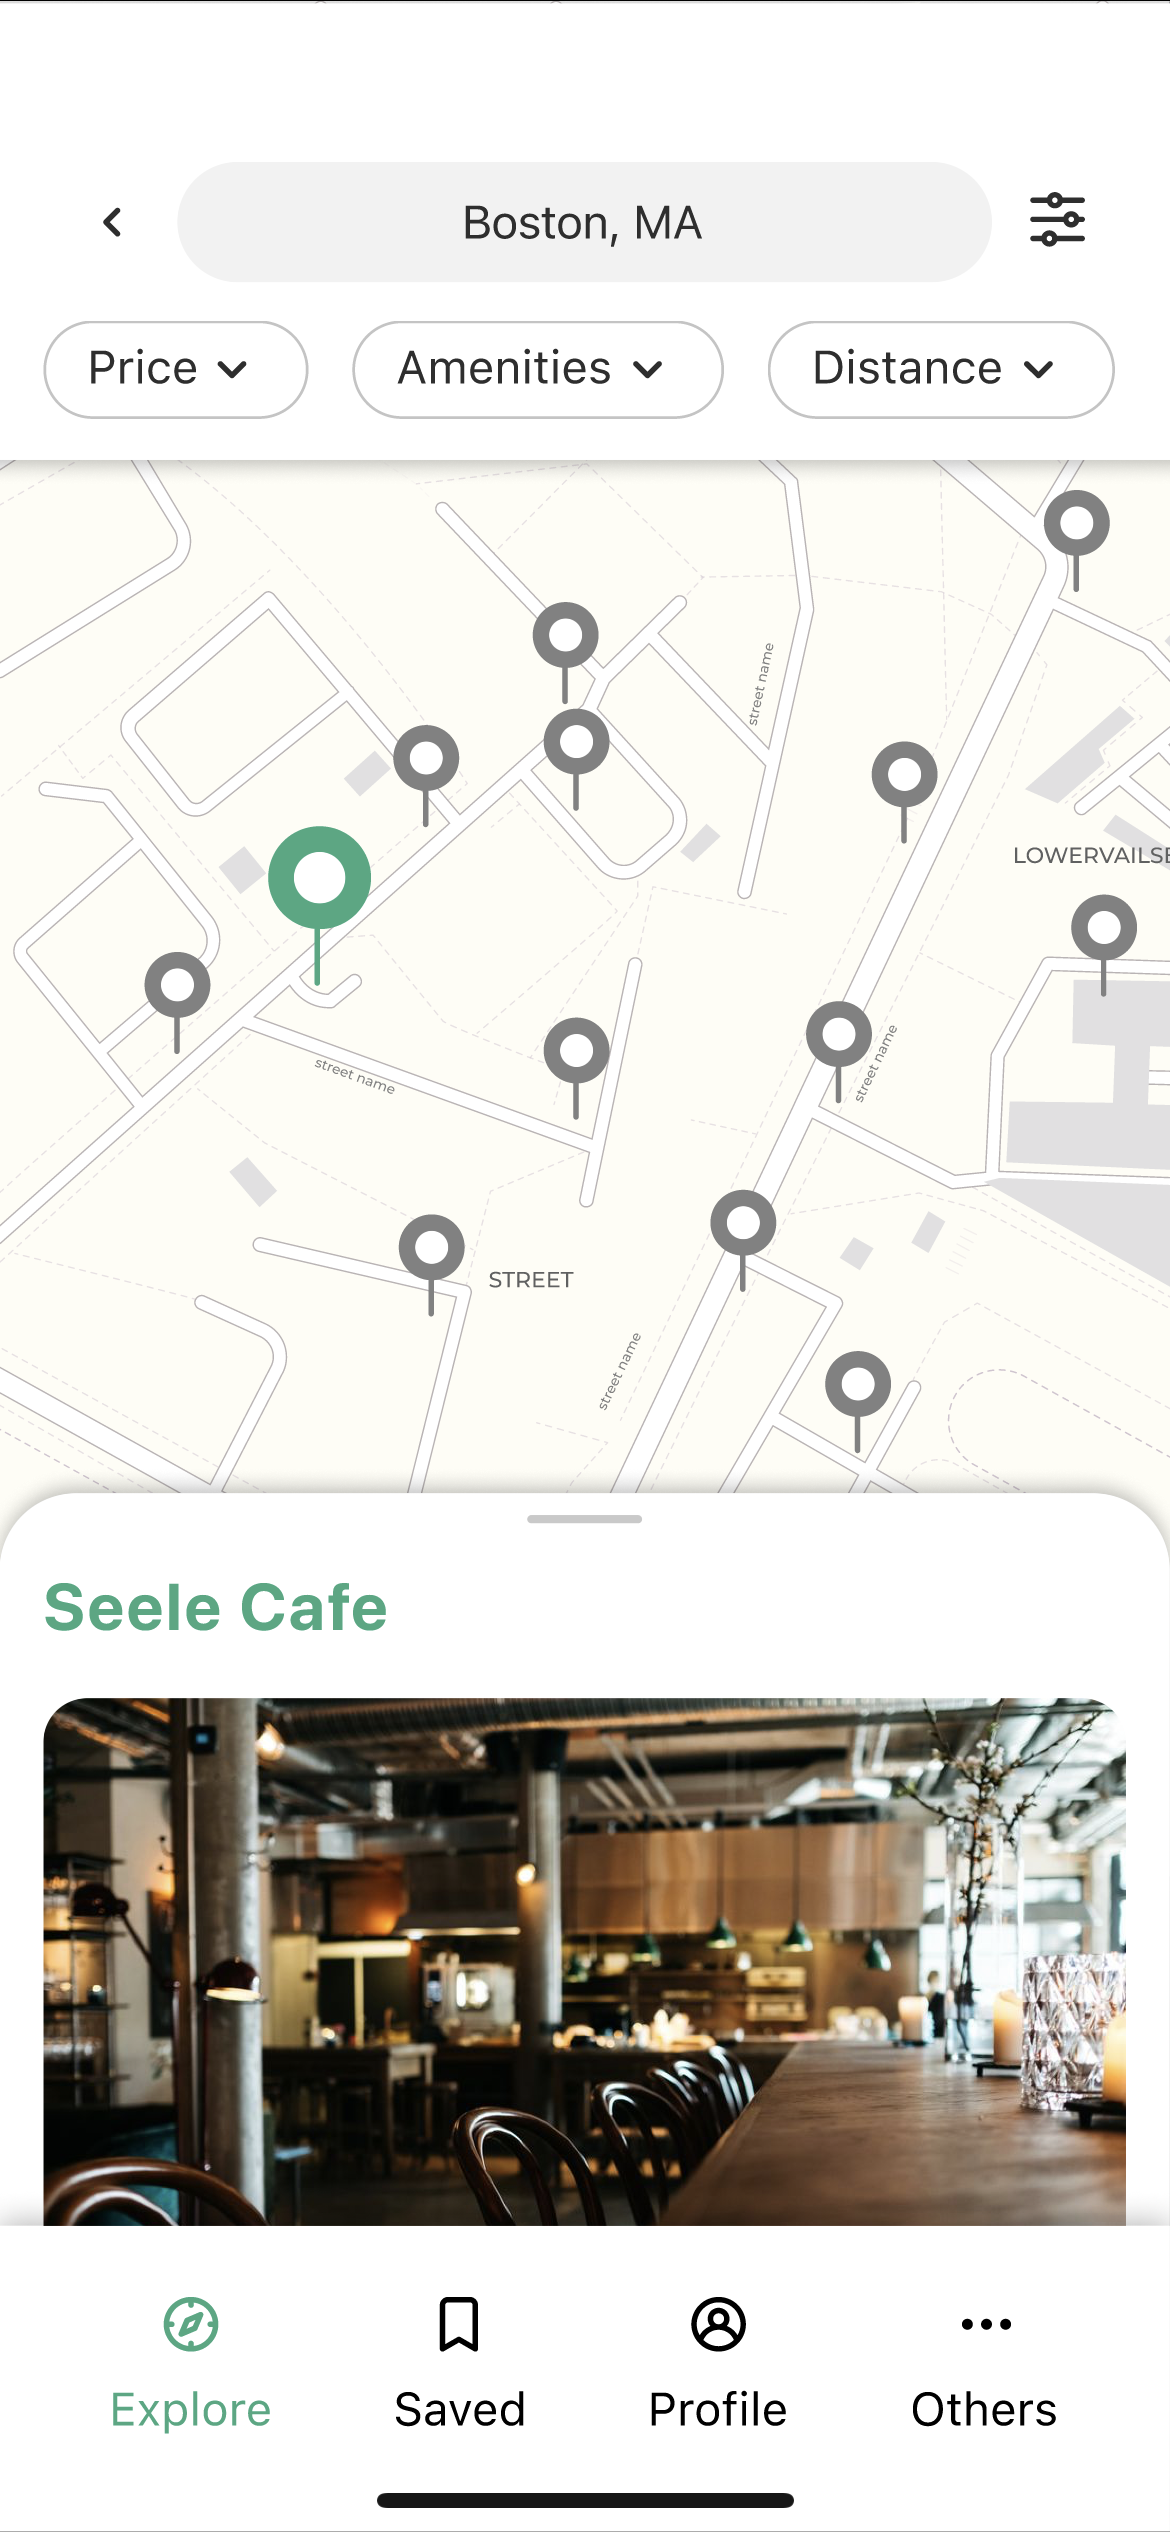 Boston, MA
Price
Amenities
Distance
street name
LOWERVAILSE
street name
street name
STREET
street name
Seele Cafe
Explore
Saved
Profile
Others